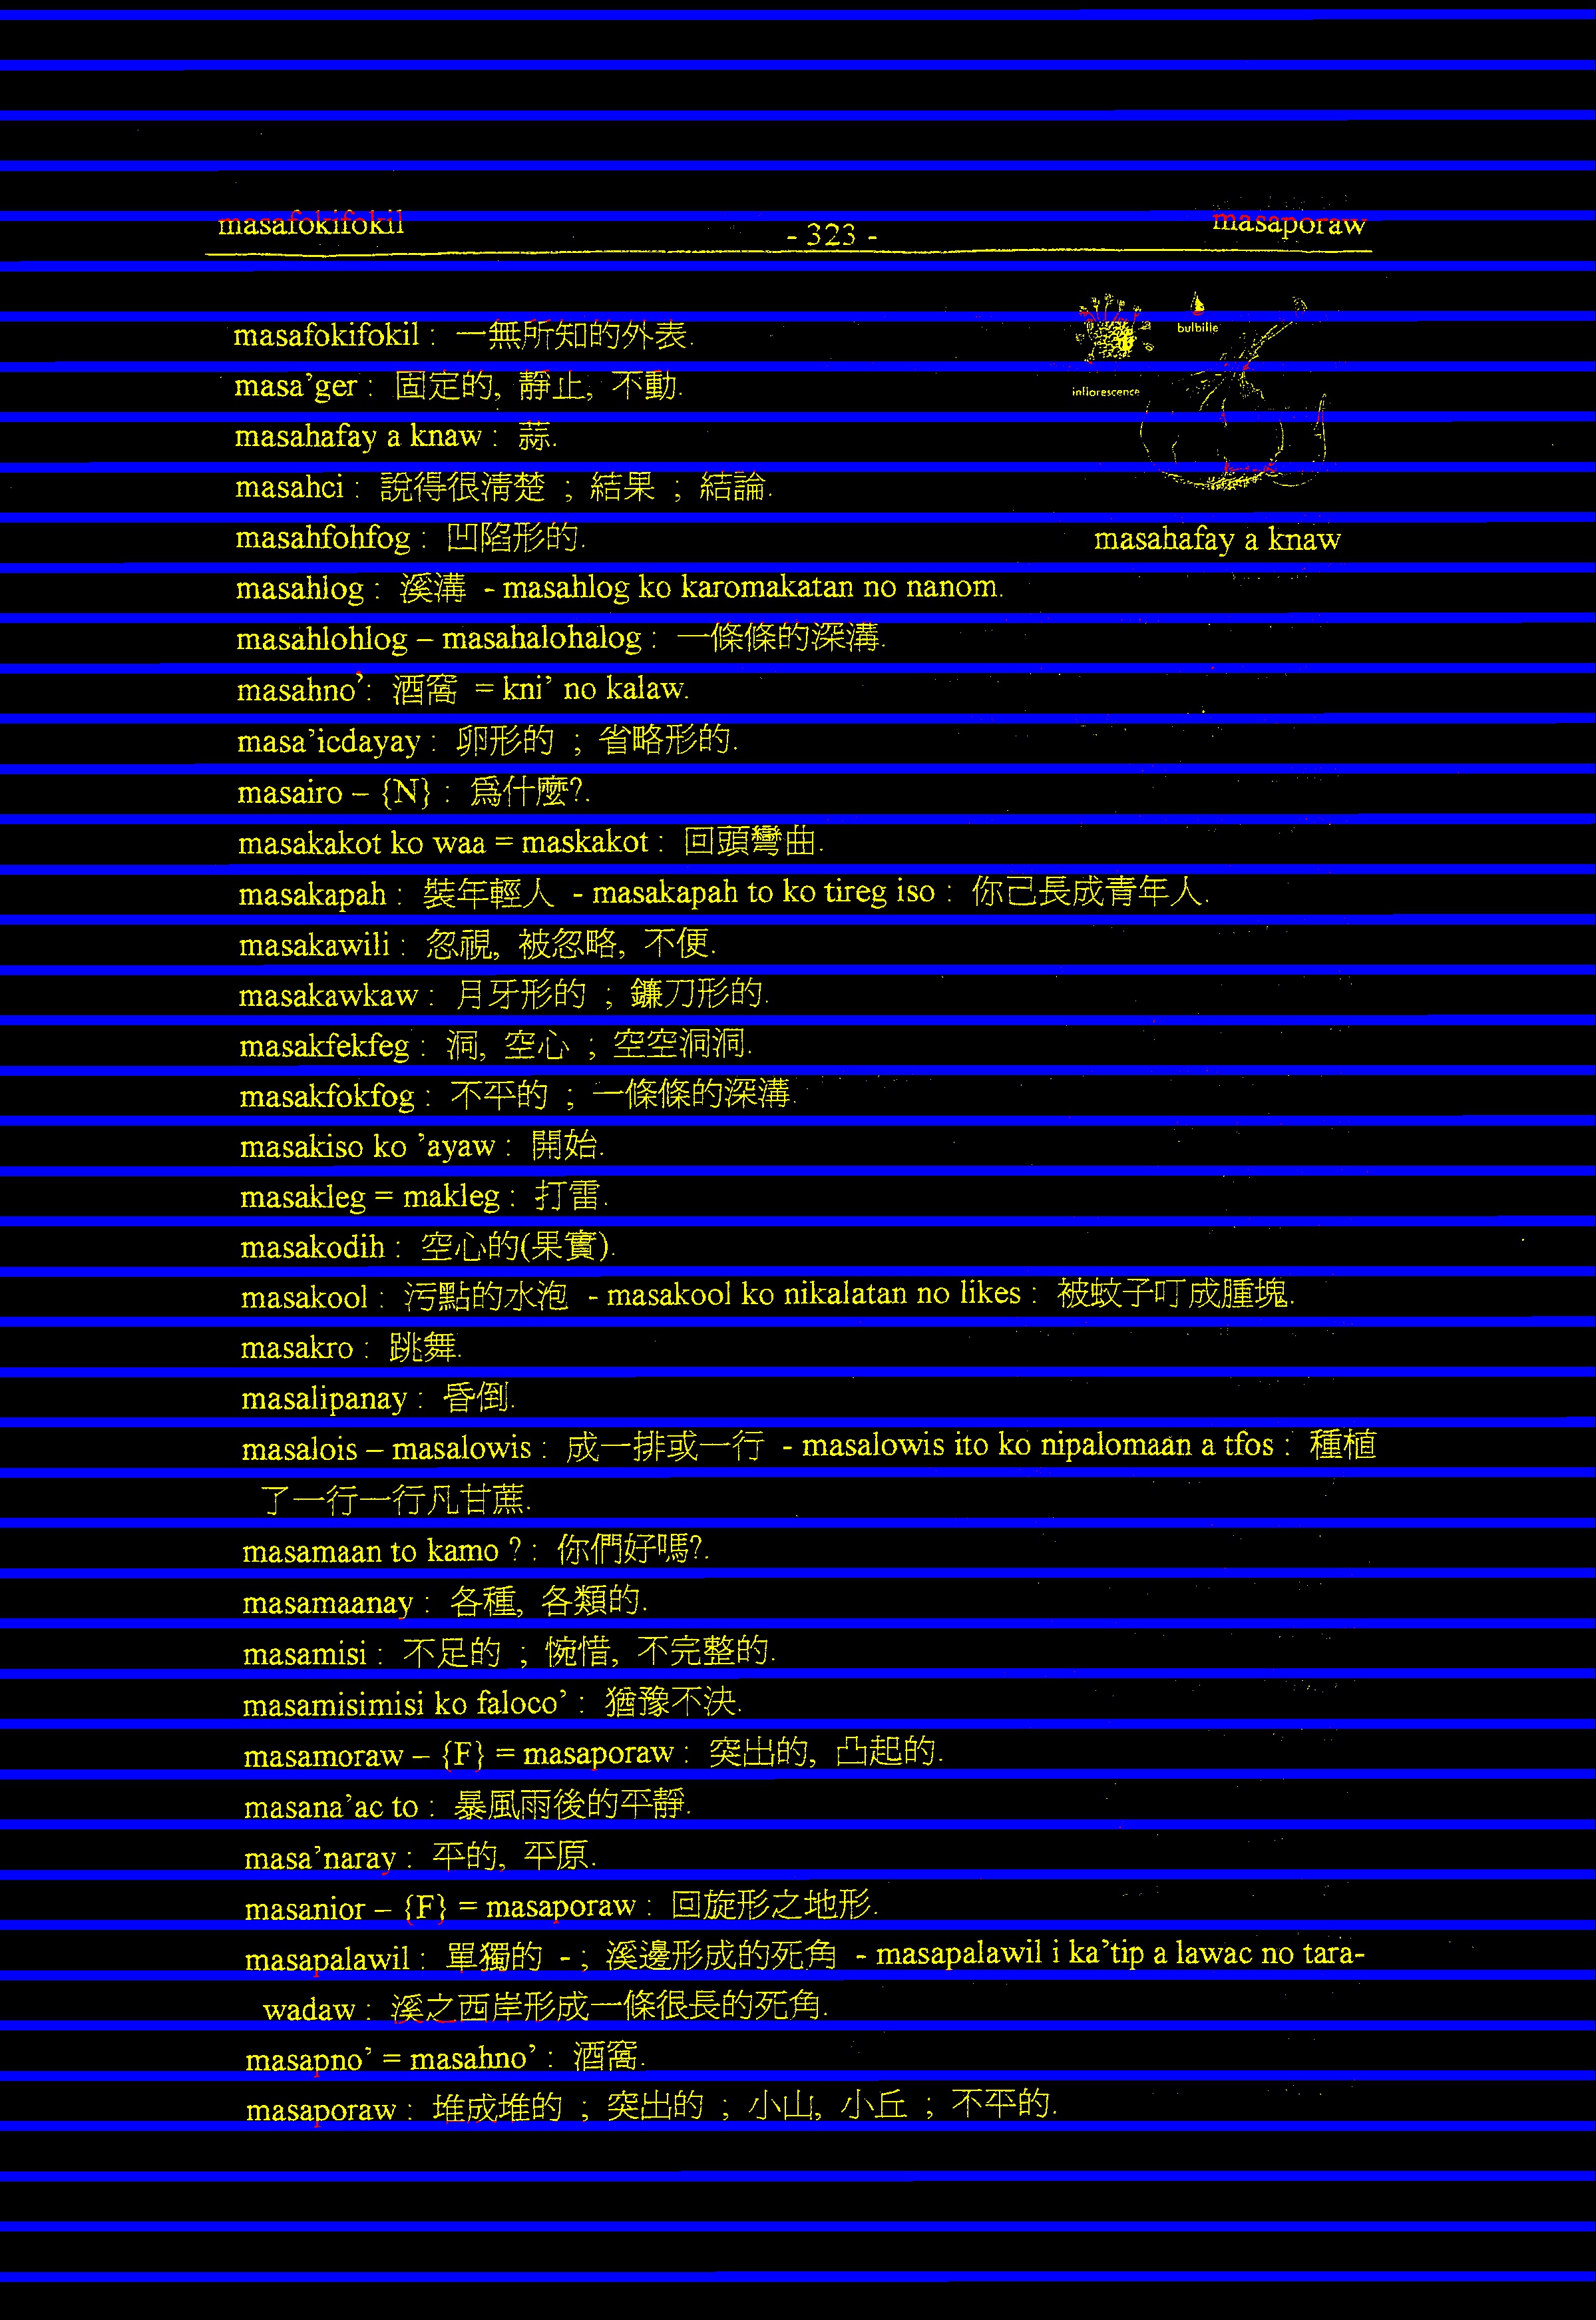 masafokifokil - 323 - masaporaw
masafokifokil : 一無所知的外表.
masa’ger : 固定的, 靜止, 不動.
masahafay a knaw : 蒜.
bulbille
inflorescence
masahafay a knaw
masahci : 說得很清楚 ; 結果 ; 結論.
masahfohfog : 凹陷形的.
masahlog : 溪溝 - masahlog ko karomakatan no nanom.
masahlohlog – masahalohalog : 一條條的深溝.
masahno’: 酒窩 = kni’ no kalaw.
masa’icdayay : 卵形的 ; 省略形的.
masairo – {N} : 爲什麼?.
masakakot ko waa = maskakot : 回頭彎曲.
masakapah : 裝年輕人 - masakapah to ko tireg iso : 你己長成青年人.
masakawili : 忽視, 被忽略, 不便.
masakawkaw : 月牙形的 ; 鐮刀形的.
masakfekfeg : 洞, 空心 ; 空空洞洞.
masakfokfog : 不平的 ; 一條條的深溝.
masakiso ko ’ayaw : 開始.
masakleg = makleg : 打雷.
masakodih : 空心的(果實).
masakool : 污點的水泡 - masakool ko nikalatan no likes : 被蚊子叮成腫塊.
masakro : 跳舞.
masalipanay : 昏倒.
masalois – masalowis : 成一排或一行 - masalowis ito ko nipalomaan a tfos : 種植
了一行一行凡甘蔗.
masamaan to kamo ? : 你們好嗎?.
masamaanay : 各種, 各類的.
masamisi : 不足的 ; 惋惜, 不完整的.
masamisimisi ko faloco’ : 猶豫不決.
masamoraw – {F} = masaporaw : 突出的, 凸起的.
masana’ac to : 暴風雨後的平靜.
masa’naray : 平的, 平原.
masanior – {F} = masaporaw : 回旋形之地形.
masapalawil : 單獨的 - ; 溪邊形成的死角 - masapalawil i ka’tip a lawac no tara-
wadaw : 溪之西岸形成一條很長的死角.
masapno’ = masahno’ : 酒窩.
masaporaw : 堆成堆的 ; 突出的 ; 小山, 小丘 ; 不平的.